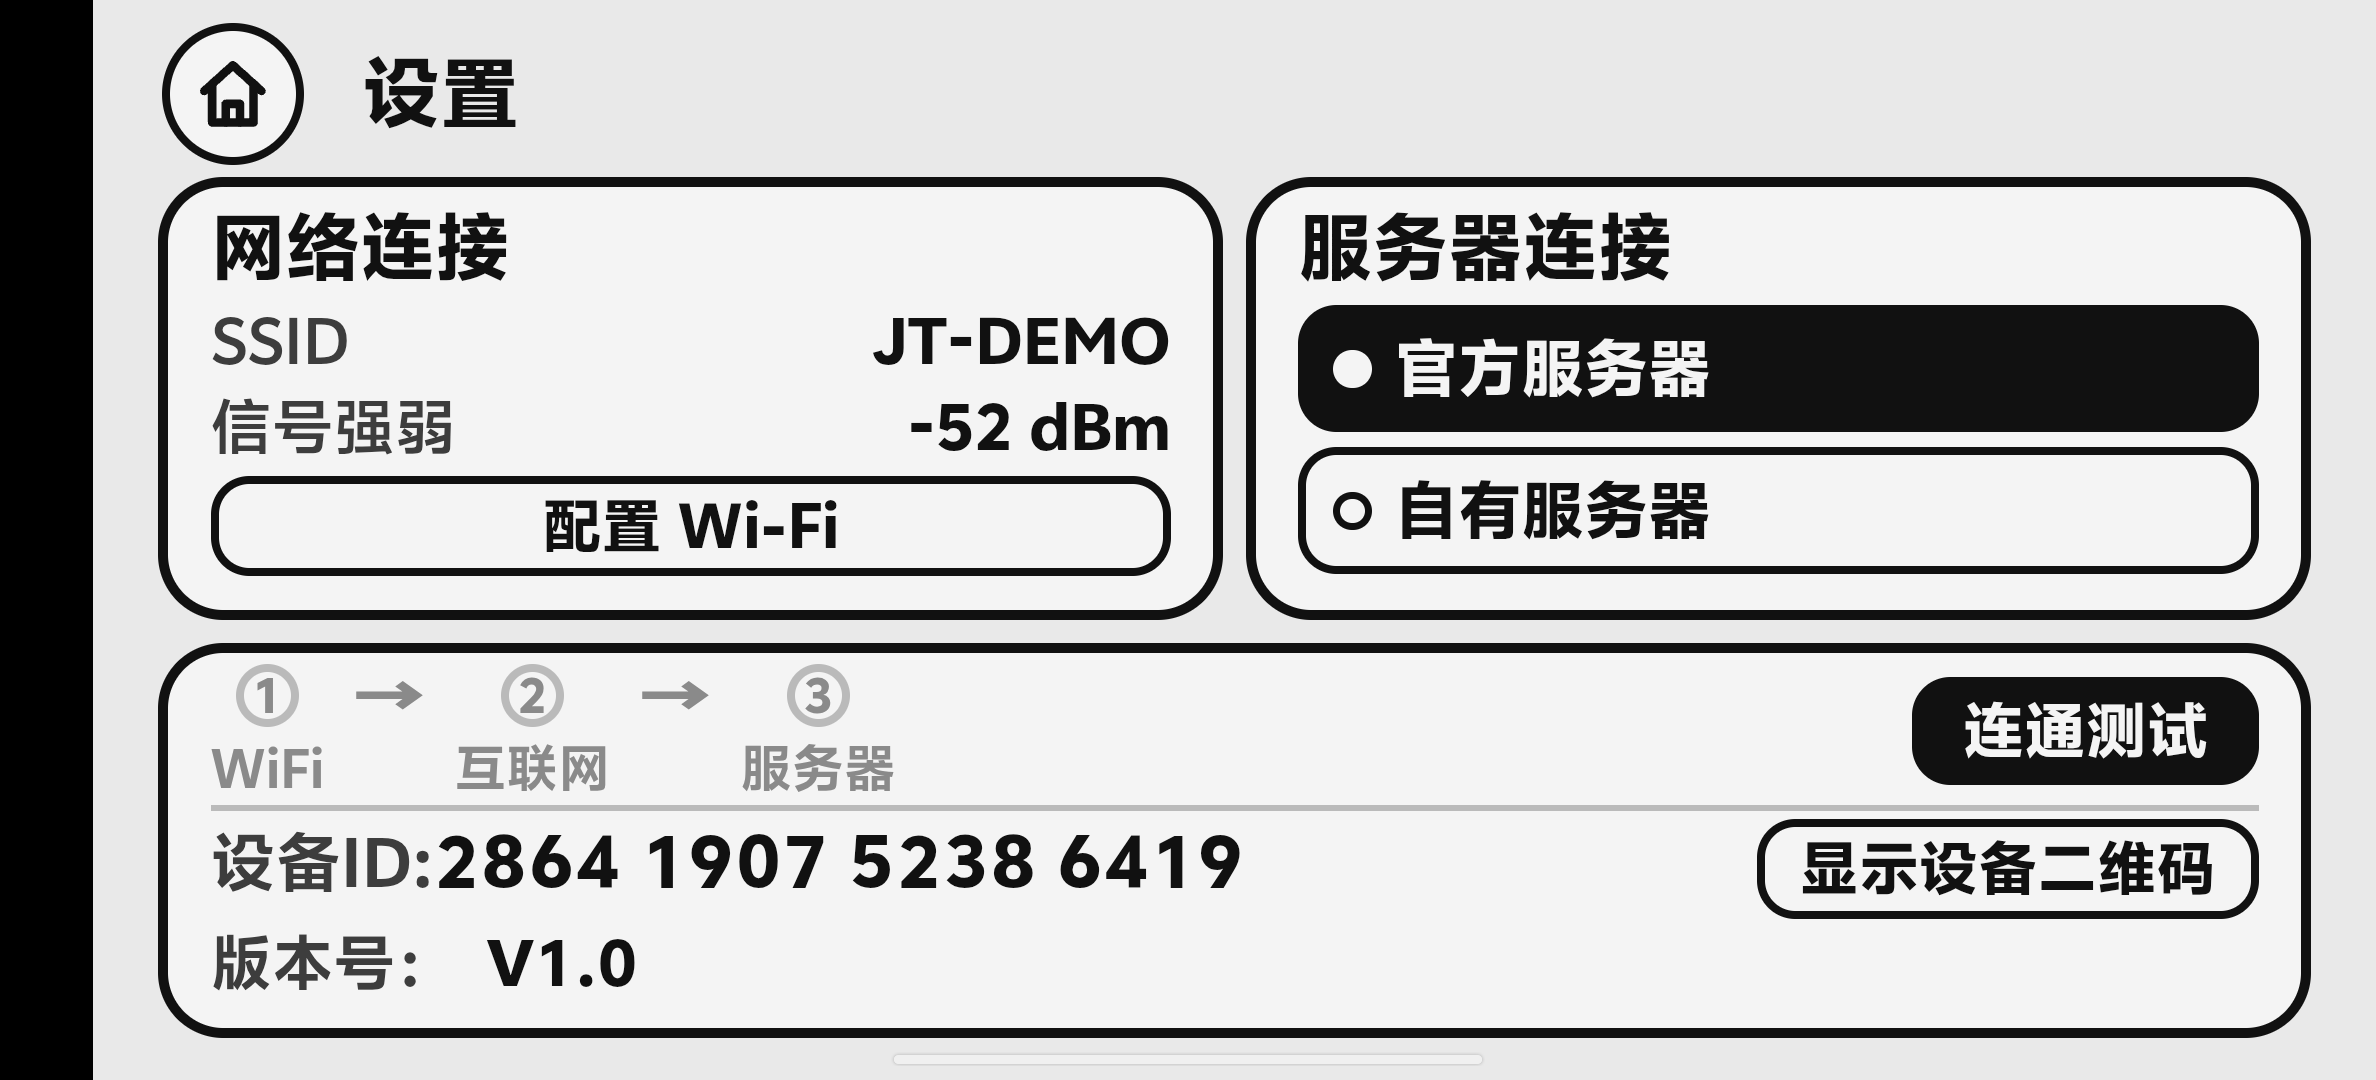 设置
网络连接
SSID JT-DEMO
信号强弱 -52 dBm
配置 Wi-Fi
服务器连接
官方服务器
自有服务器
1 → 2 → 3
WiFi 互联网 服务器
连通测试
设备ID:2864 1907 5238 6419
显示设备二维码
版本号: V1.0